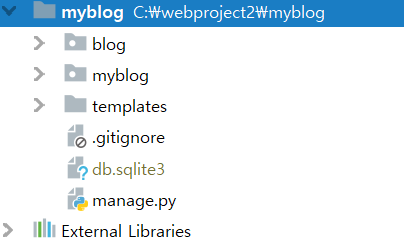 myblog C:₩webproject2₩myblog
blog
myblog
templates
.gitignore
db.sqlite3
manage.py
External Libraries